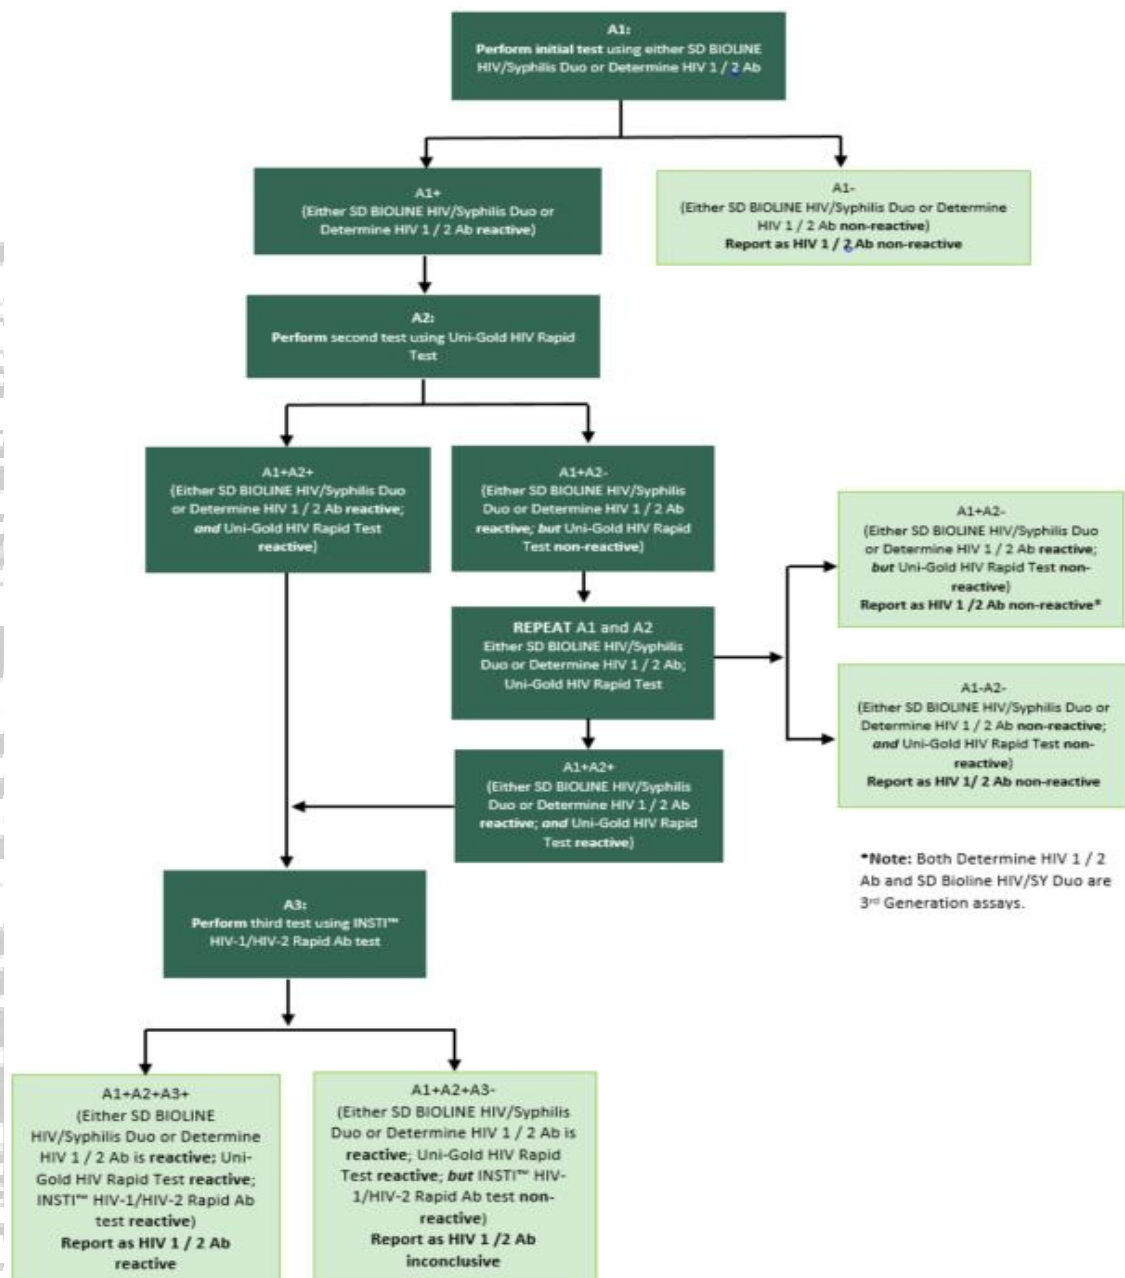 A1:
Perform initial test using either SD BIOLINE
HIV/Syphilis Duo or Determine HIV 1 / 2 Ab
A1+
(Either SD BIOLINE HIV/Syphilis Duo or
Determine HIV 1 / 2 Ab reactive)
A1-
(Either SD BIOLINE HIV/Syphilis Duo or Determine
HIV 1 / 2 Ab non-reactive)
Report as HIV 1 / 2 Ab non-reactive
A2:
Perform second test using Uni-Gold HIV Rapid
Test
A1+A2+
(Either SD BIOLINE HIV/Syphilis Duo
or Determine HIV 1 / 2 Ab reactive;
and Uni-Gold HIV Rapid Test
reactive)
A1+A2-
(Either SD BIOLINE HIV/Syphilis
Duo or Determine HIV 1 / 2 Ab
reactive; but Uni-Gold HIV Rapid
Test non-reactive)
A1+A2-
(Either SD BIOLINE HIV/Syphilis Duo
or Determine HIV 1 / 2 Ab reactive;
but Uni-Gold HIV Rapid Test non-
reactive)
Report as HIV 1 /2 Ab non-reactive*
REPEAT A1 and A2
Either SD BIOLINE HIV/Syphilis
Duo or Determine HIV 1 / 2 Ab;
Uni-Gold HIV Rapid Test
A1-A2-
(Either SD BIOLINE HIV/Syphilis Duo or
Determine HIV 1 / 2 Ab non-reactive;
and Uni-Gold HIV Rapid Test non-
reactive)
Report as HIV 1/ 2 Ab non-reactive
A1+A2+
(Either SD BIOLINE HIV/Syphilis
Duo or Determine HIV 1 / 2 Ab
reactive; and Uni-Gold HIV Rapid
Test reactive)
*Note: Both Determine HIV 1 / 2
Ab and SD Bioline HIV/SY Duo are
3rd Generation assays.
A3:
Perform third test using INSTI™
HIV-1/HIV-2 Rapid Ab test
A1+A2+A3+
(Either SD BIOLINE
HIV/Syphilis Duo or Determine
HIV 1 / 2 Ab is reactive; Uni-
Gold HIV Rapid Test reactive;
INSTI™ HIV-1/HIV-2 Rapid Ab
test reactive)
Report as HIV 1 / 2 Ab
reactive
A1+A2+A3-
(Either SD BIOLINE HIV/Syphilis
Duo or Determine HIV 1 / 2 Ab is
reactive; Uni-Gold HIV Rapid
Test reactive; but INSTI™ HIV-
1/HIV-2 Rapid Ab test non-
reactive)
Report as HIV 1 /2 Ab
inconclusive